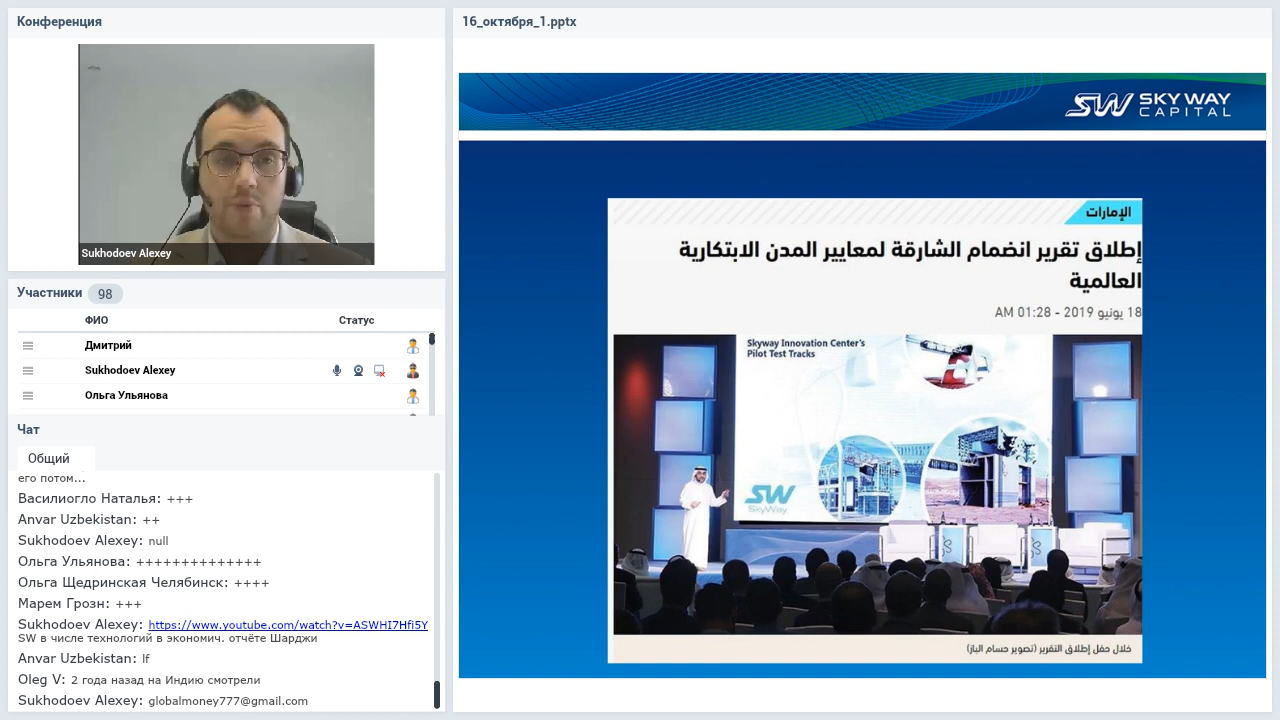 Конференция
Sukhodoev Alexey
Участники 98
ФИО Статус
Дмитрий
Sukhodoev Alexey
Ольга Ульянова
Чат
Общий
его потом...
Василиогло Наталья: +++
Anvar Uzbekistan: ++
Sukhodoev Alexey: null
Ольга Ульянова: ++++++++++++++
Ольга Щедринская Челябинск: ++++
Марем Грозн: +++
Sukhodoev Alexey: https://www.youtube.com/watch?v=ASWHI7Hfi5Y
SW в числе технологий в экономич. отчёте Шарджи
Anvar Uzbekistan: lf
Oleg V: 2 года назад на Индию смотрели
Sukhodoev Alexey: globalmoney777@gmail.com
16_октября_1.pptx
SW SKY WAY
CAPITAL
الإمارات
إطلاق تقرير انضمام الشارقة لمعايير المدن الابتكارية
العالمية
18 يونيو 2019 - 01:28 AM
Skyway Innovation Center's
Pilot Test Tracks
SW
SkyWay
خلال حفل إطلاق التقرير (تصوير حسام الباز)